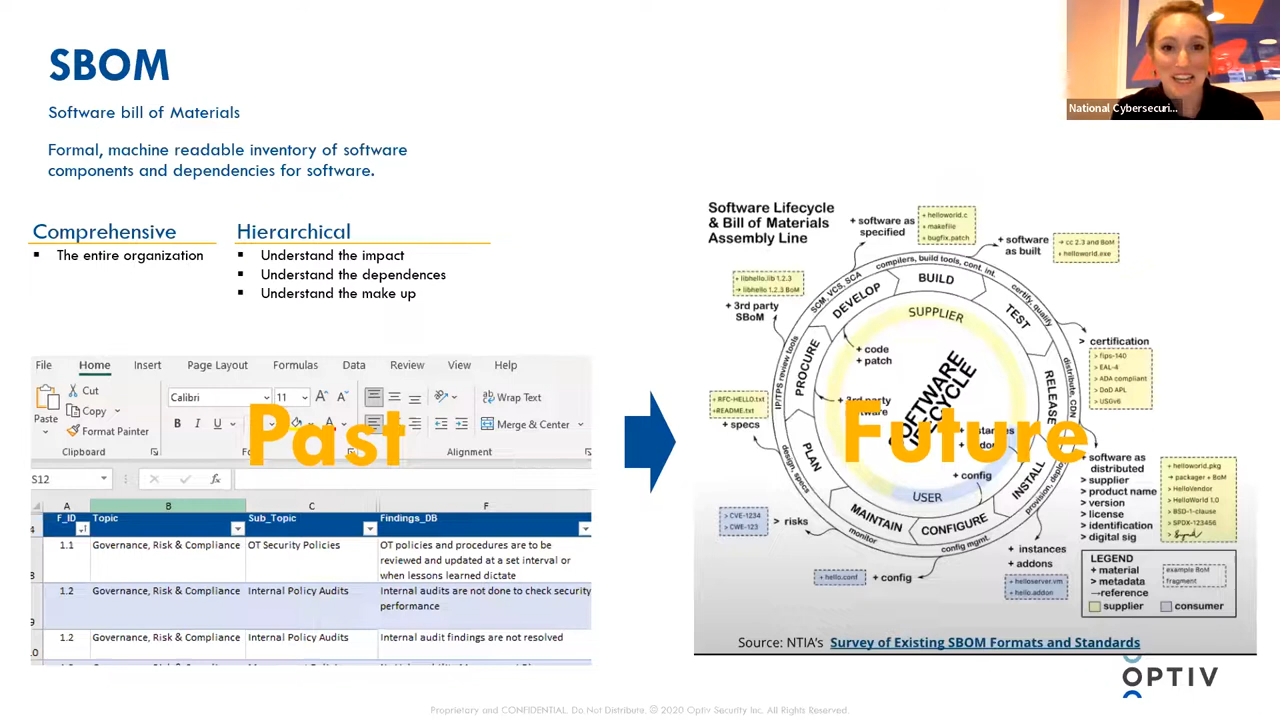 SBOM
Software bill of Materials
Formal, machine readable inventory of software
components and dependencies for software.
Comprehensive
▪ The entire organization
Hierarchical
▪ Understand the impact
▪ Understand the dependences
▪ Understand the make up
National Cybersecuri...
File Home Insert Page Layout Formulas Data Review View Help
Paste
Cut
Copy
Format Painter
Clipboard
Calibri 11
B I U
Wrap Text
Merge & Center
Alignment
Past
S12
fx
A B C F
F_ID Topic Sub_Topic Findings_DB
1.1 Governance, Risk & Compliance OT Security Policies OT policies and procedures are to be
reviewed and updated at a set interval or
when lessons learned dictate
1.2 Governance, Risk & Compliance Internal Policy Audits Internal audits are not done to check security
performance
1.2 Governance, Risk & Compliance Internal Policy Audits Internal audit findings are not resolved
Future
Software Lifecycle
& Bill of Materials
Assembly Line
+ software as
specified
+ helloworld.c
+ makefile
+ bugfix.patch
+ software
as built
→ cc 2.3 and BoM
+ helloworld.exe
+ libhello.lib 1.2.3
→ libhello 1.2.3 BoM
+ 3rd party
SBoM
SCM, VCS, SCA
compilers, build tools, cont. int.
certify, qualify
distribute, CDN
provision, deploy
config mgmt.
monitor
design, specs
IP/TPS review tools
DEVELOP
BUILD
TEST
RELEASE
INSTALL
CONFIGURE
MAINTAIN
PLAN
PROCURE
SUPPLIER
USER
SOFTWARE
LIFECYCLE
+ code
+ patch
+ 3rd party
+ config
> certification
> fips-140
> EAL-4
> ADA compliant
> DoD APL
> USGv6
+ RFC-HELLO.txt
+README.txt
+ specs
> CVE-1234
> CWE-123
> risks
+ hello.conf
+ config
+ instances
+ addons
+ helloserver.vm
+ hello.addon
+ software as
distributed
> supplier
> product name
> version
> license
> identification
> digital sig
+ helloworld.pkg
→ packager + BoM
> HelloVendor
> HelloWorld 1.0
> BSD-1-clause
> SPDX-123456
> Signed
LEGEND
+ material
> metadata
→reference
example BoM
fragment
supplier
consumer
Source: NTIA's Survey of Existing SBOM Formats and Standards
OPTIV
Proprietary and CONFIDENTIAL. Do Not Distribute. © 2020 Optiv Security Inc. All Rights Reserved.